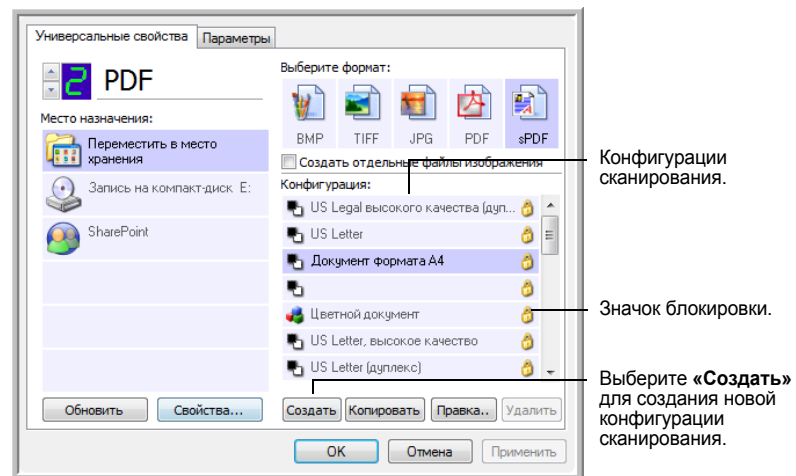 Универсальные свойства
Параметры
2 PDF
Место назначения:
Переместить в место
хранения
Запись на компакт-диск E:
SharePoint
Обновить
Свойства...
Выберите формат:
BMP
TIFF
JPG
PDF
sPDF
Создать отдельные файлы изображения
Конфигурация:
US Legal высокого качества (дуп...
US Letter
Документ формата A4
Цветной документ
US Letter, высокое качество
US Letter (дуплекс)
Создать
Копировать
Правка..
Удалить
OK
Отмена
Применить
Конфигурации
сканирования.
Значок блокировки.
Выберите «Создать»
для создания новой
конфигурации
сканирования.